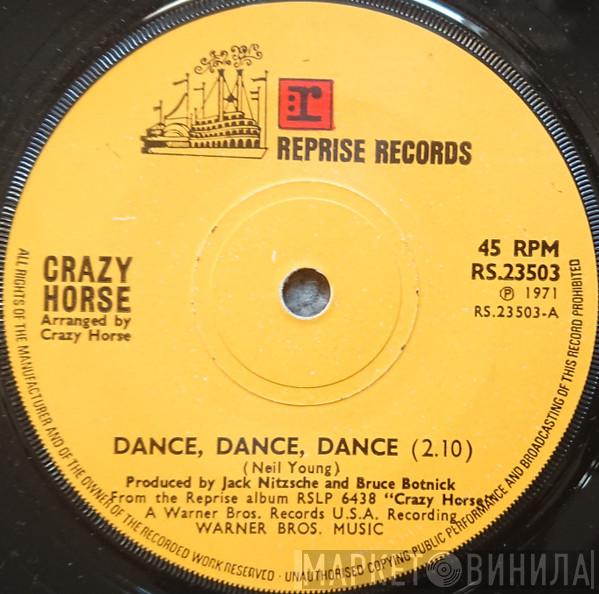 r
REPRISE RECORDS
CRAZY
HORSE
Arranged by
Crazy Horse
45 RPM
RS.23503
℗ 1971
RS.23503-A
DANCE, DANCE, DANCE (2.10)
(Neil Young)
Produced by Jack Nitzsche and Bruce Botnick
From the Reprise album RSLP 6438 "Crazy Horse"
A Warner Bros. Records U.S.A. Recording
WARNER BROS. MUSIC
ALL RIGHTS OF THE MANUFACTURER AND OF THE OWNER OF THE RECORDED WORK RESERVED · UNAUTHORISED COPYING PUBLIC PERFORMANCE AND BROADCASTING OF THIS RECORD PROHIBITED
МАРКЕТ ВИНИЛА